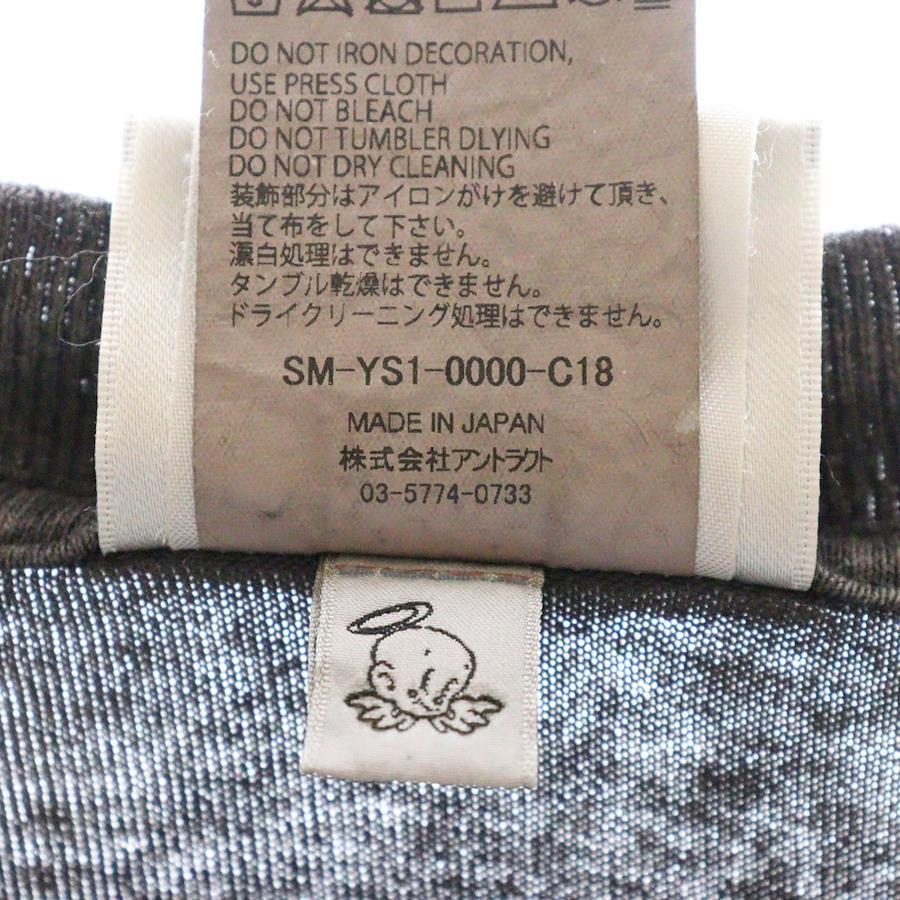 DO NOT IRON DECORATION,
USE PRESS CLOTH
DO NOT BLEACH
DO NOT TUMBLER DLYING
DO NOT DRY CLEANING
装飾部分はアイロンがけを避けて頂き、
当て布をして下さい。
漂白処理はできません。
タンブル乾燥はできません。
ドライクリーニング処理はできません。
SM-YS1-0000-C18
MADE IN JAPAN
株式会社アントラクト
03-5774-0733